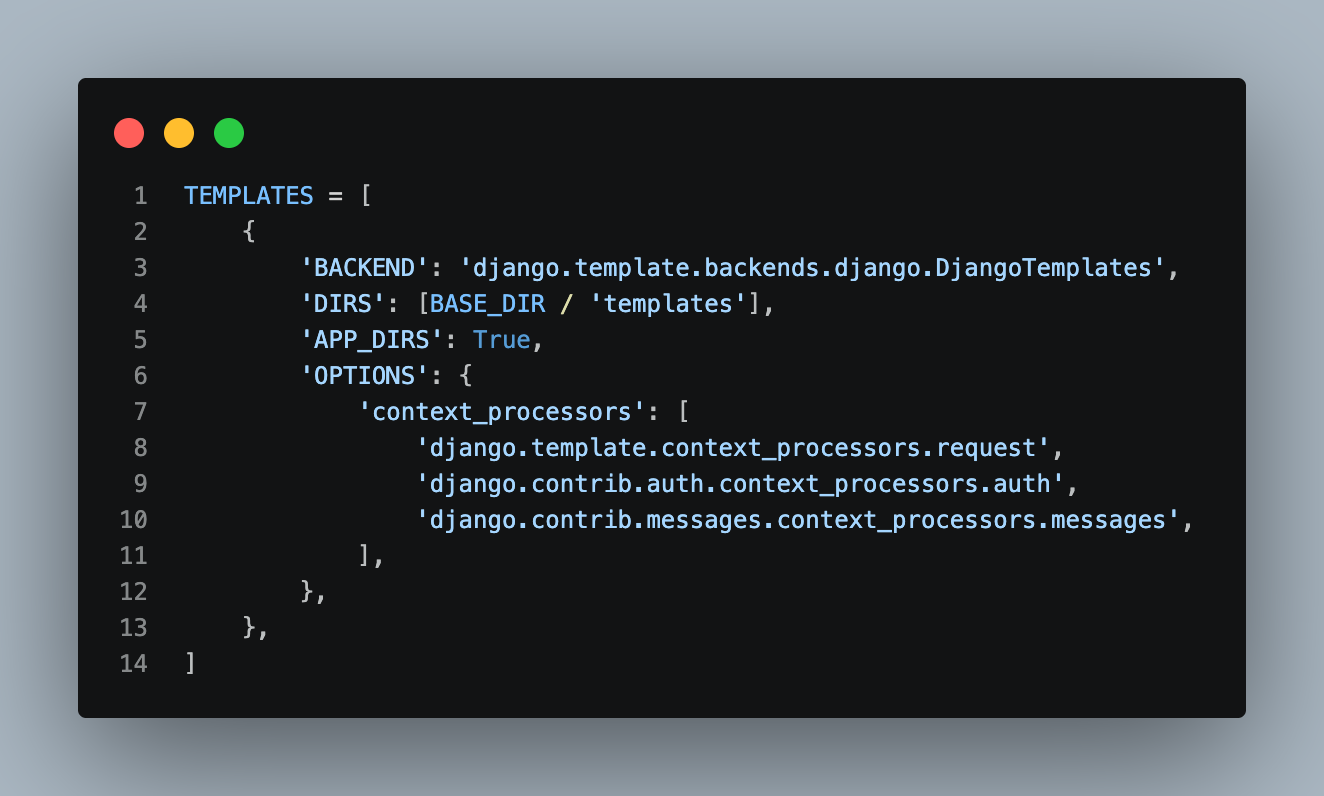 1 TEMPLATES = [
2     {
3         'BACKEND': 'django.template.backends.django.DjangoTemplates',
4         'DIRS': [BASE_DIR / 'templates'],
5         'APP_DIRS': True,
6         'OPTIONS': {
7             'context_processors': [
8                 'django.template.context_processors.request',
9                 'django.contrib.auth.context_processors.auth',
10                 'django.contrib.messages.context_processors.messages',
11             ],
12         },
13     },
14 ]